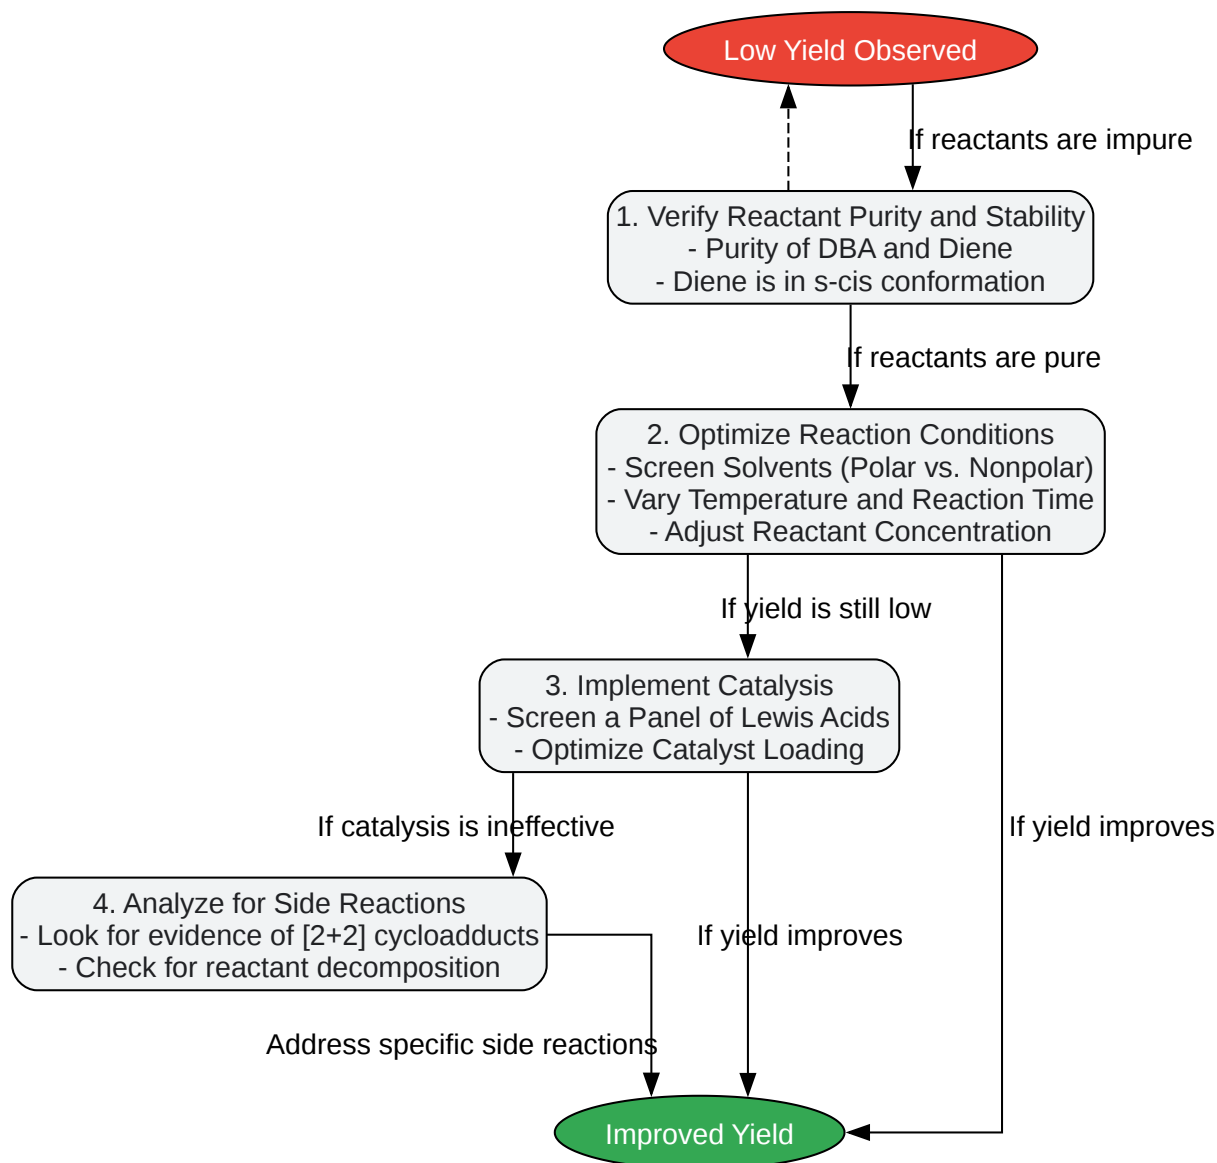 Low Yield Observed
If reactants are impure
1. Verify Reactant Purity and Stability
- Purity of DBA and Diene
- Diene is in s-cis conformation
If reactants are pure
2. Optimize Reaction Conditions
- Screen Solvents (Polar vs. Nonpolar)
- Vary Temperature and Reaction Time
- Adjust Reactant Concentration
If yield is still low
3. Implement Catalysis
- Screen a Panel of Lewis Acids
- Optimize Catalyst Loading
If catalysis is ineffective
If yield improves
4. Analyze for Side Reactions
- Look for evidence of [2+2] cycloadducts
- Check for reactant decomposition
If yield improves
Address specific side reactions
Improved Yield